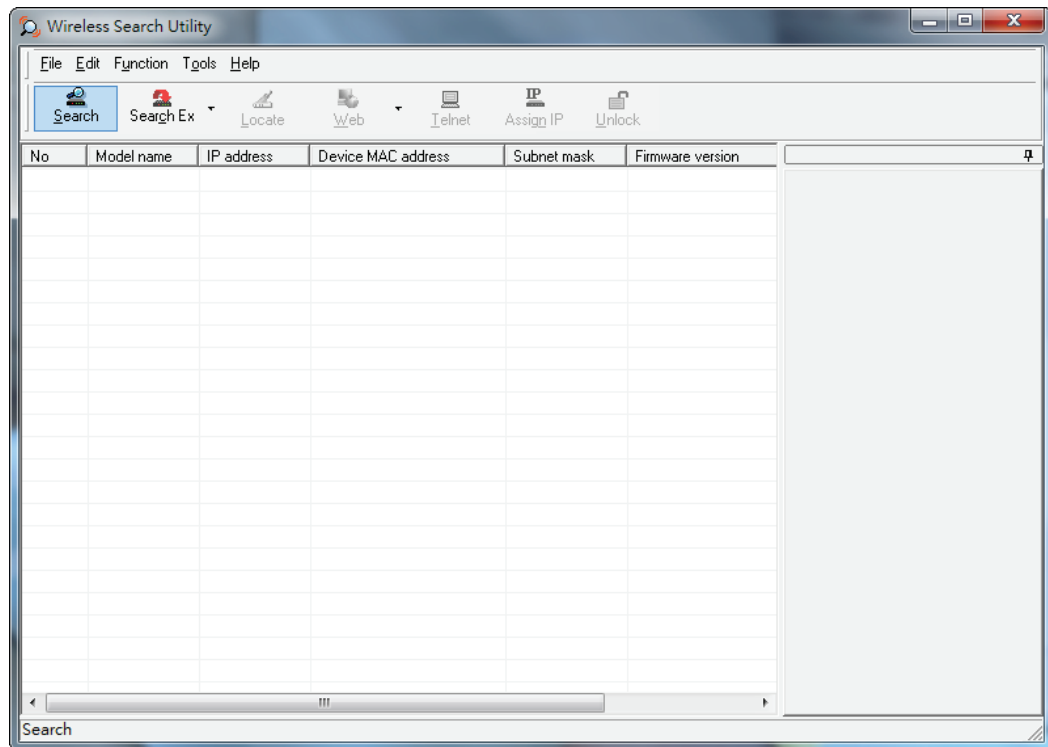 Wireless Search Utility
File Edit Function Tools Help
Search Search Ex Locate Web Telnet Assign IP Unlock
No Model name IP address Device MAC address Subnet mask Firmware version
Search